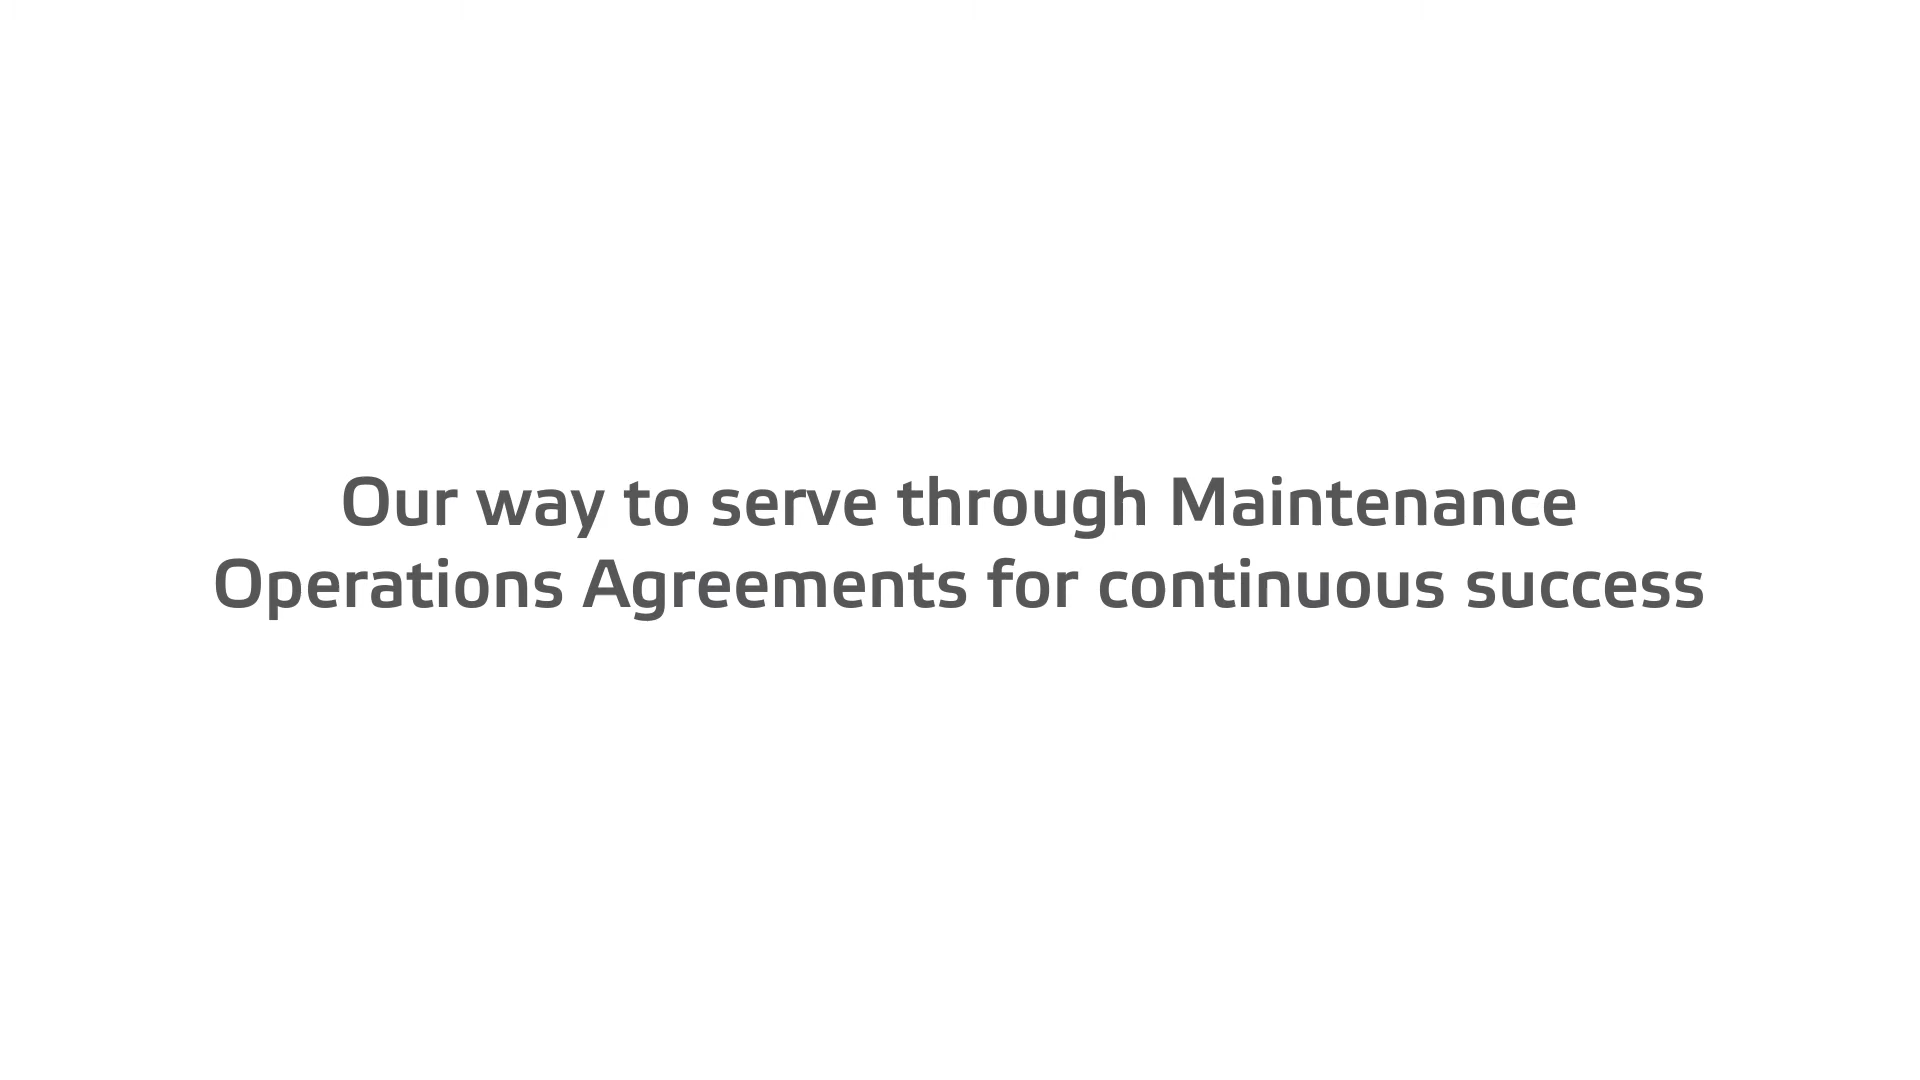 Our way to serve through Maintenance
Operations Agreements for continuous success